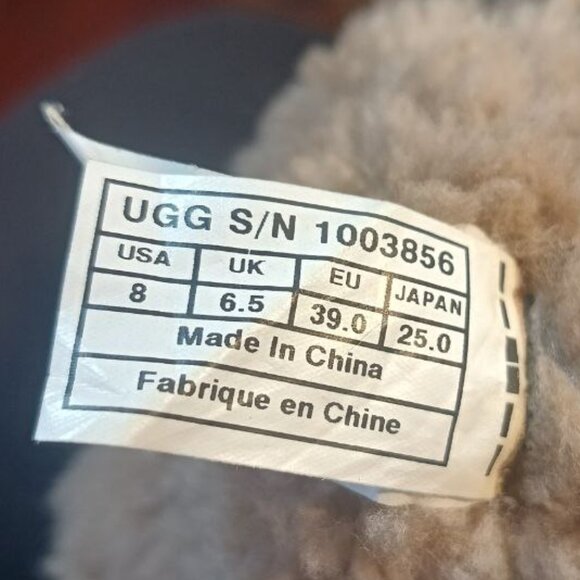 UGG S/N 1003856
USA UK EU JAPAN
8 6.5 39.0 25.0
Made In China
Fabrique en Chine